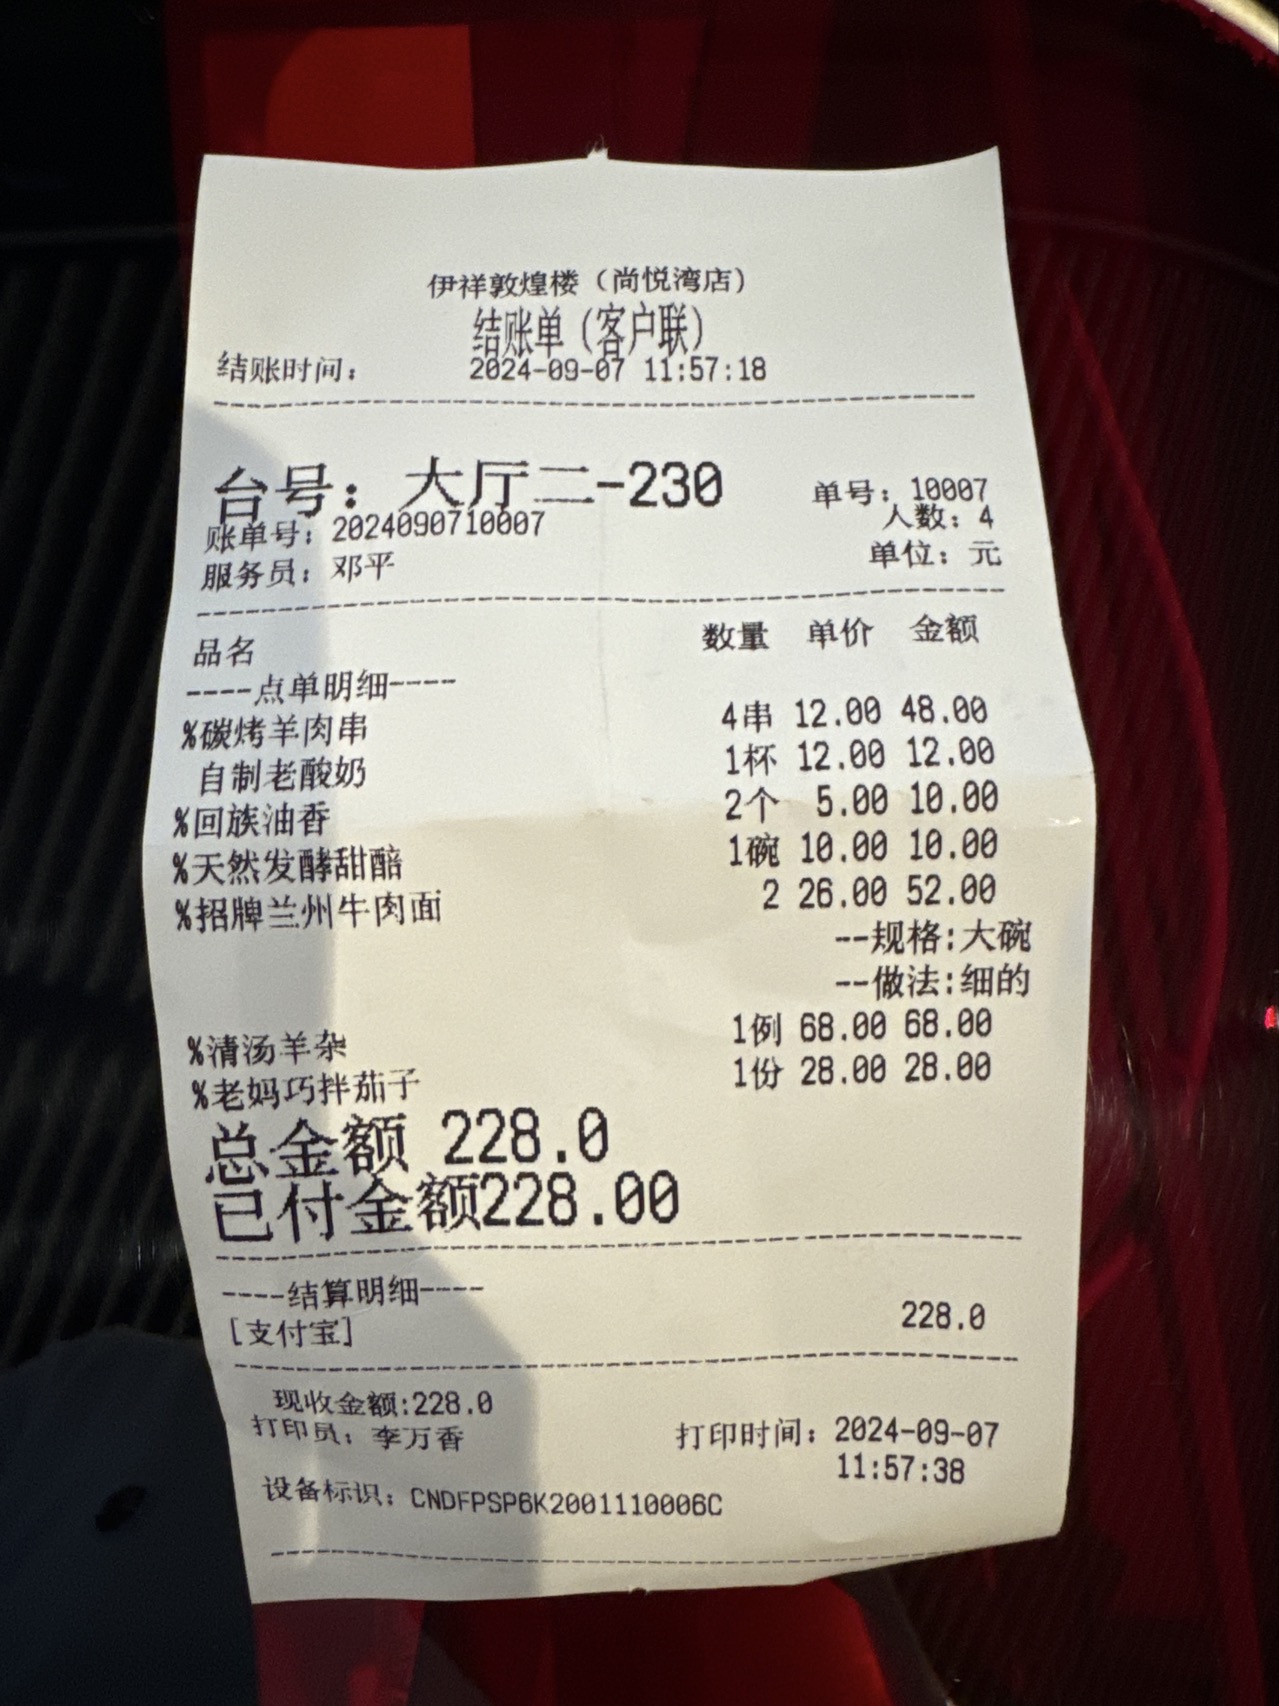 伊祥敦煌楼（尚悦湾店）
结账单（客户联）
结账时间： 2024-09-07 11:57:18
台号：大厅二-230 单号：10007
账单号：2024090710007 人数：4
服务员：邓平 单位：元
品名 数量 单价 金额
----点单明细----
%碳烤羊肉串 4串 12.00 48.00
自制老酸奶 1杯 12.00 12.00
%回族油香 2个 5.00 10.00
%天然发酵甜醅 1碗 10.00 10.00
%招牌兰州牛肉面 2 26.00 52.00
--规格:大碗
--做法:细的
%清汤羊杂 1例 68.00 68.00
%老妈巧拌茄子 1份 28.00 28.00
总金额 228.0
已付金额228.00
----结算明细----
[支付宝] 228.0
现收金额:228.0
打印员：李万香 打印时间：2024-09-07
11:57:38
设备标识：CNDFPSP6K2001110006C